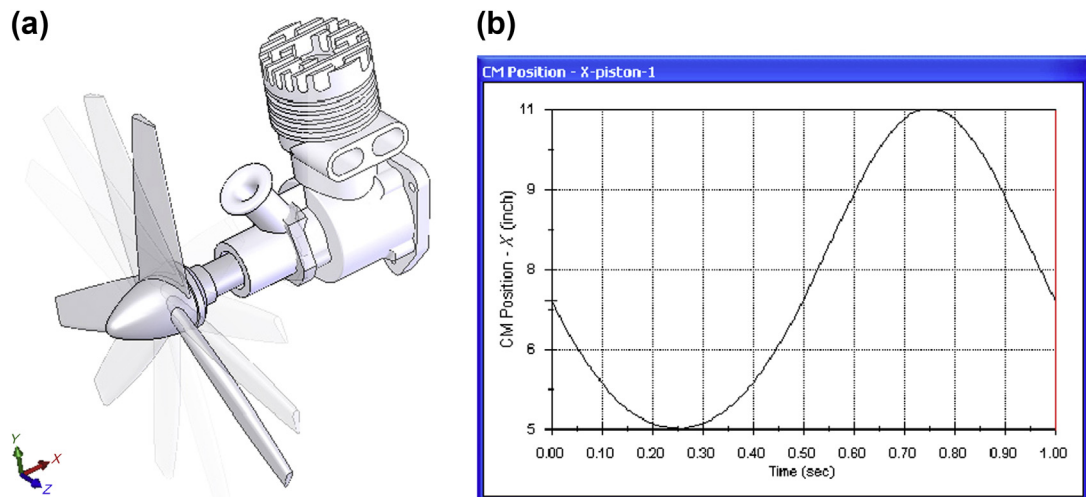 (a)
(b)
Y
X
Z
CM Position - X-piston-1
CM Position - X (inch)
11
9
8
6
5
0.00 0.10 0.20 0.30 0.40 0.50 0.60 0.70 0.80 0.90 1.00
Time (sec)